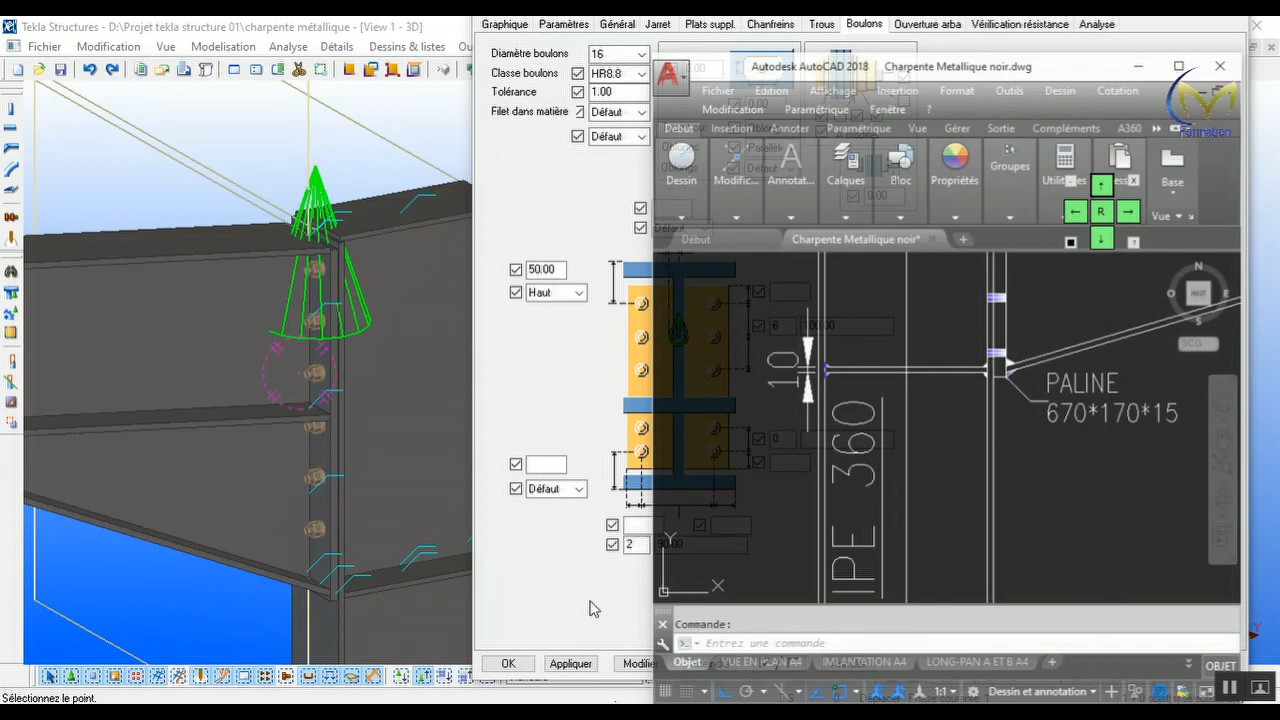 Tekla Structures - D:\Projet tekla structure 01\charpente métallique - [View 1 - 3D]
Fichier Modification Vue Modelisation Analyse Détails Dessins & listes
Graphique Paramètres Général Jarret Plats suppl. Chanfreins Trous Boulons Ouverture arba Vérification résistance Analyse
Diamètre boulons 16
Classe boulons HR8.8
Tolérance 1.00
Filet dans matière Défaut
Défaut
50.00
Haut
6 100.00
0
Défaut
2 90.00
OK Appliquer Modifier
Sélectionnez le point.
Autodesk AutoCAD 2018 Charpente Metallique noir.dwg
Fichier Edition Affichage Insertion Format Outils Dessin Cotation
Modification Paramétrique Fenêtre ?
Début Insertion Annoter Paramétrique Vue Gérer Sortie Compléments A360
Formation
Dessin Modific... Annotat... Calques Bloc Propriétés Groupes Base
Vue
R
Début Charpente Metallique noir*
N
O HAUT E
S
SCG
10
IPE 360
PALINE
670*170*15
Y
X
Commande:
Entrez une commande
Objet VUE EN PLAN A4 IMLANTATION A4 LONG-PAN A ET B A4
OBJET
1:1 Dessin et annotation